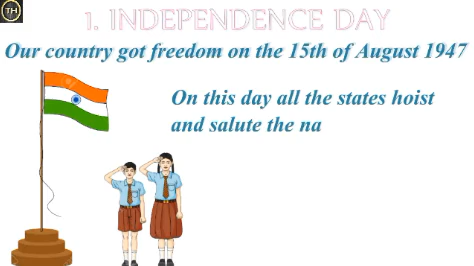 TH
1. INDEPENDENCE DAY
Our country got freedom on the 15th of August 1947
On this day all the states hoist
and salute the na